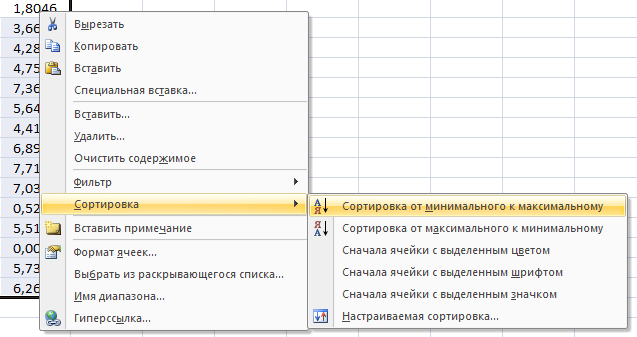 1,8046
3,66
4,28
4,75
7,36
5,64
4,41
6,89
7,71
7,03
0,52
5,51
0,00
5,73
6,26
Вырезать
Копировать
Вставить
Специальная вставка...
Вставить...
Удалить...
Очистить содержимое
Фильтр
Сортировка
Вставить примечание
Формат ячеек...
Выбрать из раскрывающегося списка...
Имя диапазона...
Гиперссылка...
Сортировка от минимального к максимальному
Сортировка от максимального к минимальному
Сначала ячейки с выделенным цветом
Сначала ячейки с выделенным шрифтом
Сначала ячейки с выделенным значком
Настраиваемая сортировка...